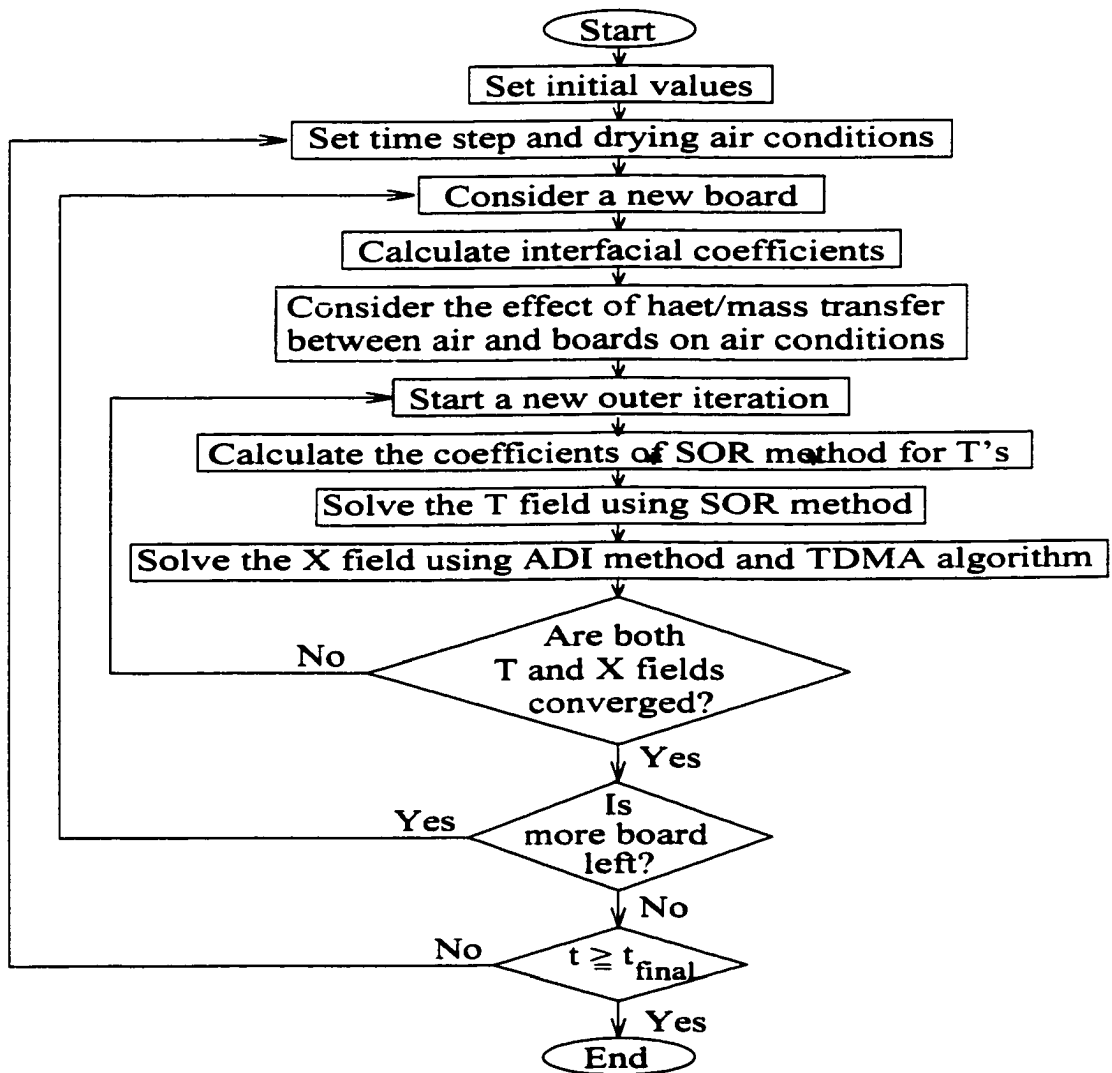 Start
Set initial values
Set time step and drying air conditions
Consider a new board
Calculate interfacial coefficients
Consider the effect of haet/mass transfer
between air and boards on air conditions
Start a new outer iteration
Calculate the coefficients of SOR method for T's
Solve the T field using SOR method
Solve the X field using ADI method and TDMA algorithm
Are both
No
T and X fields
converged?
Yes
Is
Yes
more board
left?
No
No
t ≧ t final
Yes
End